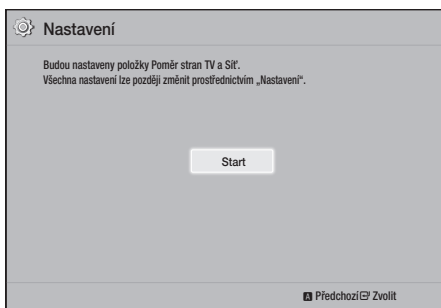 Nastavení
Budou nastaveny položky Poměr stran TV a Síť.
Všechna nastavení lze později změnit prostřednictvím „Nastavení“.
Start
A Předchozí Zvolit